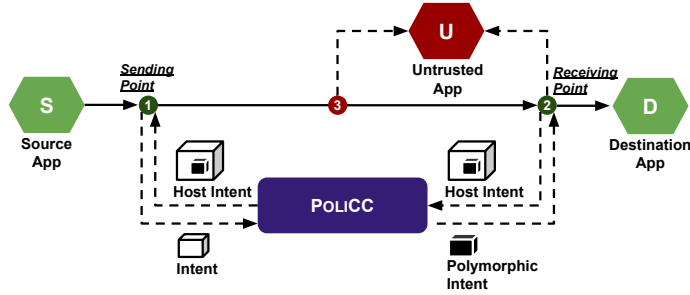 U
Sending
Point
Untrusted
App
Receiving
Point
S
1
3
2
D
Source
App
Destination
App
Host Intent
Host Intent
POLICC
Intent
Polymorphic
Intent